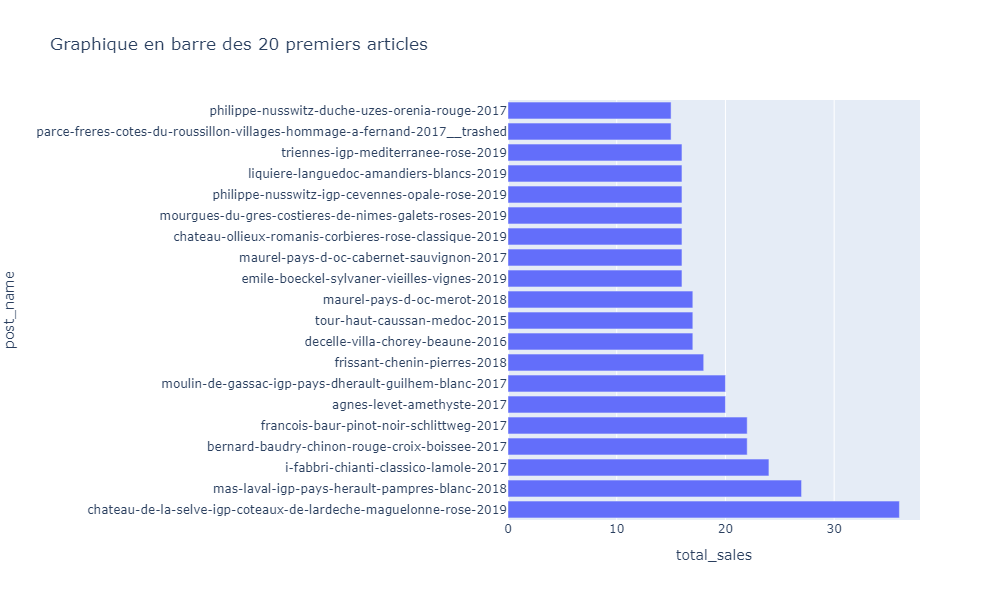 Graphique en barre des 20 premiers articles
philippe-nusswitz-duche-uzes-orenia-rouge-2017
parce-freres-cotes-du-roussillon-villages-hommage-a-fernand-2017__trashed
triennes-igp-mediterranee-rose-2019
liquiere-languedoc-amandiers-blancs-2019
philippe-nusswitz-igp-cevennes-opale-rose-2019
mourgues-du-gres-costieres-de-nimes-galets-roses-2019
chateau-ollieux-romanis-corbieres-rose-classique-2019
maurel-pays-d-oc-cabernet-sauvignon-2017
emile-boeckel-sylvaner-vieilles-vignes-2019
maurel-pays-d-oc-merot-2018
tour-haut-caussan-medoc-2015
decelle-villa-chorey-beaune-2016
frissant-chenin-pierres-2018
moulin-de-gassac-igp-pays-dherault-guilhem-blanc-2017
agnes-levet-amethyste-2017
francois-baur-pinot-noir-schlittweg-2017
bernard-baudry-chinon-rouge-croix-boissee-2017
i-fabbri-chianti-classico-lamole-2017
mas-laval-igp-pays-herault-pampres-blanc-2018
chateau-de-la-selve-igp-coteaux-de-lardeche-maguelonne-rose-2019
post_name
0 10 20 30
total_sales